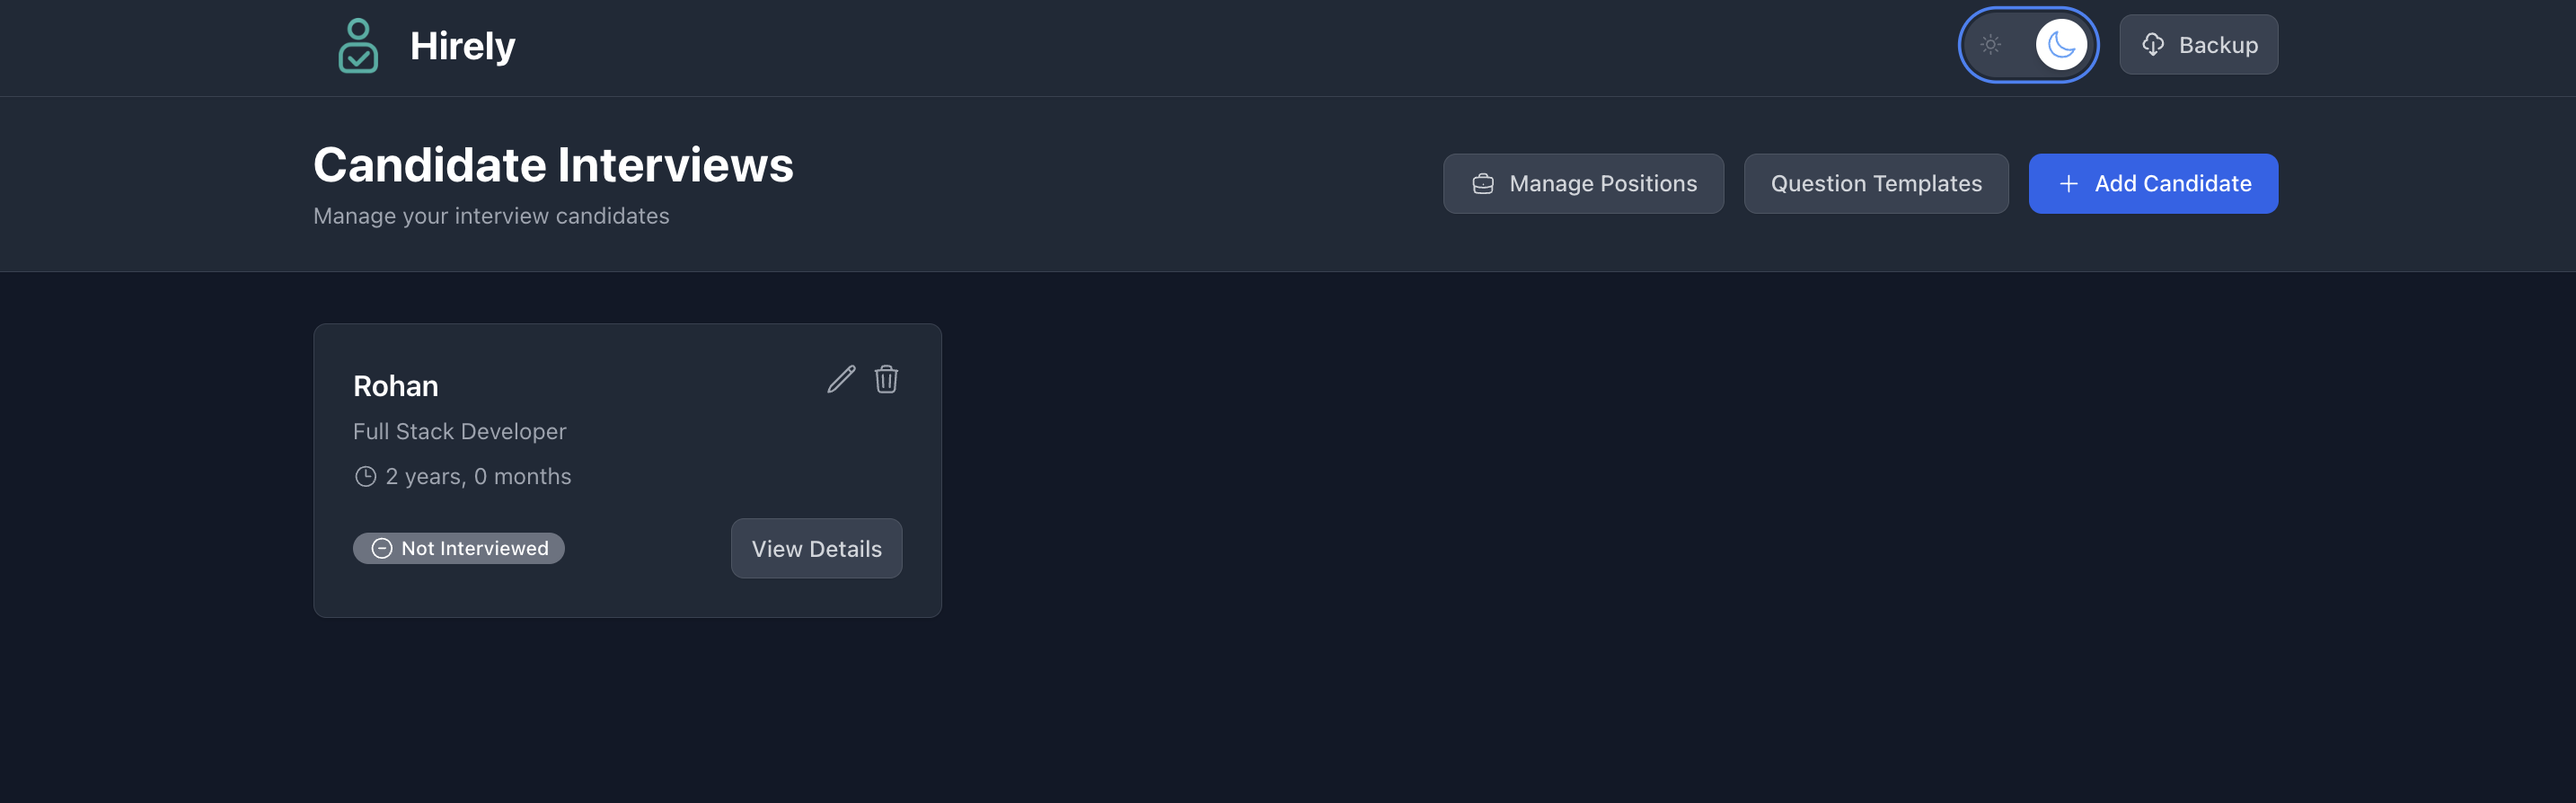 Hirely
Backup
Candidate Interviews
Manage your interview candidates
Manage Positions
Question Templates
Add Candidate
Rohan
Full Stack Developer
2 years, 0 months
Not Interviewed
View Details